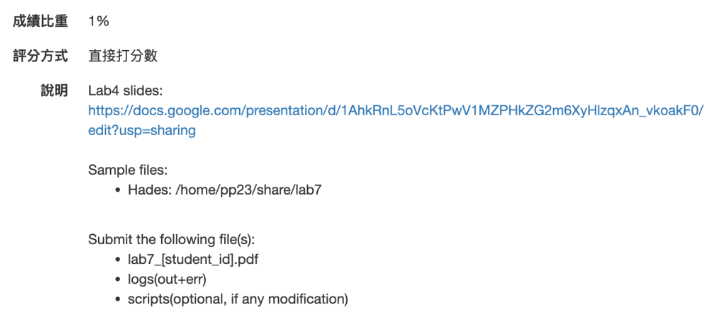 成績比重 1%
評分方式 直接打分數
說明 Lab4 slides:
https://docs.google.com/presentation/d/1AhkRnL5oVcKtPwV1MZPHkZG2m6XyHlzqxAn_vkoakF0/
edit?usp=sharing
Sample files:
• Hades: /home/pp23/share/lab7
Submit the following file(s):
• lab7_[student_id].pdf
• logs(out+err)
• scripts(optional, if any modification)